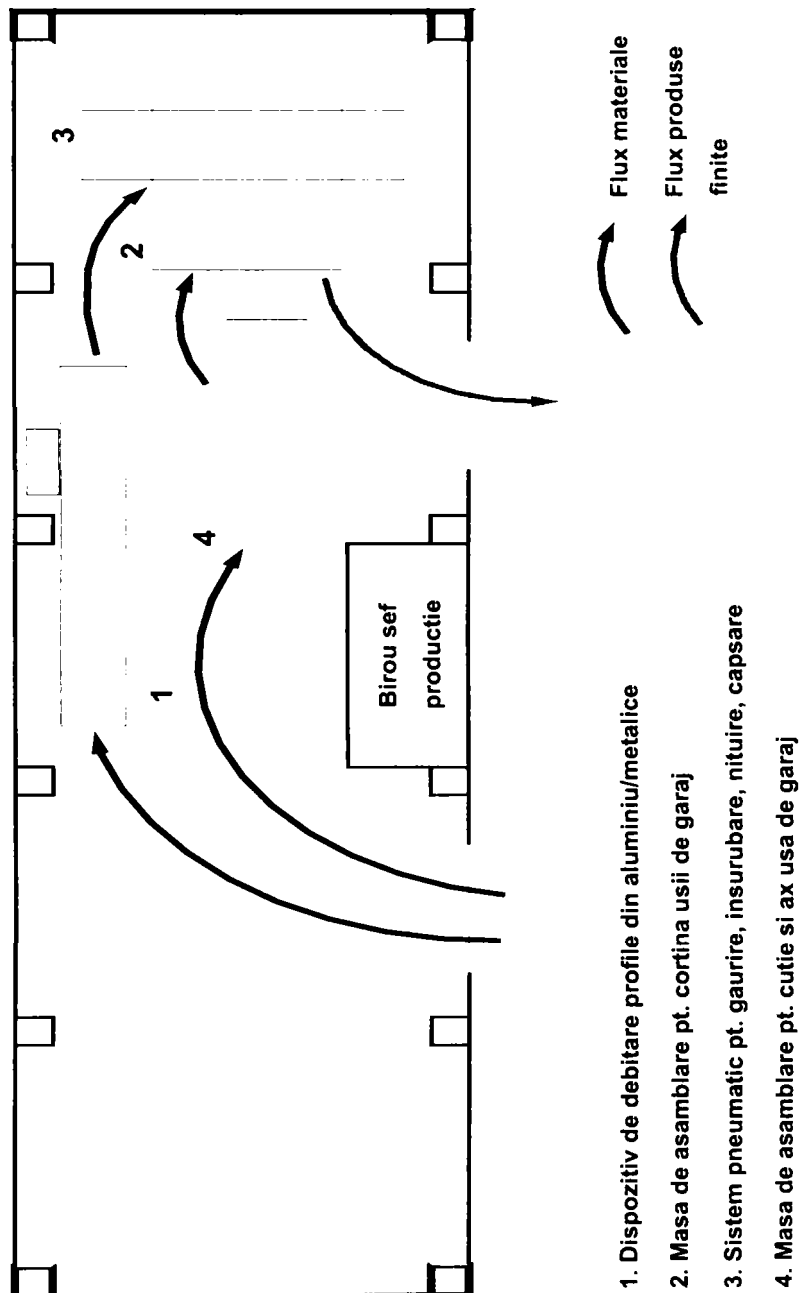 3
2
4
1
Birou sef
productie
Flux materiale
Flux produse
finite
1. Dispozitiv de debitare profile din aluminiu/metalice
2. Masa de asamblare pt. cortina usii de garaj
3. Sistem pneumatic pt. gaurire, insurubare, nituire, capsare
4. Masa de asamblare pt. cutie si ax usa de garaj